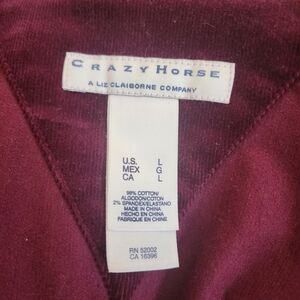 CRAZY HORSE
A LIZ CLAIBORNE COMPANY
U.S. L
MEX G
CA L
98% COTTON/
ALGODON/COTON
2% SPANDEX/ELASTANO
MADE IN CHINA
HECHO EN CHINA
FABRIQUE EN CHINE
RN 52002
CA 16396